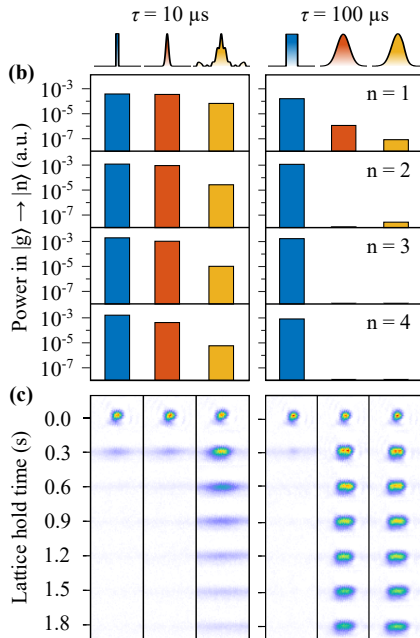 τ = 10 μs τ = 100 μs
(b)
Power in |g⟩ → |n⟩ (a.u.)
10⁻³
10⁻⁵
10⁻⁷
n = 1
10⁻³
10⁻⁵
10⁻⁷
n = 2
10⁻³
10⁻⁵
10⁻⁷
n = 3
10⁻³
10⁻⁵
10⁻⁷
n = 4
(c)
Lattice hold time (s)
0.0
0.3
0.6
0.9
1.2
1.5
1.8